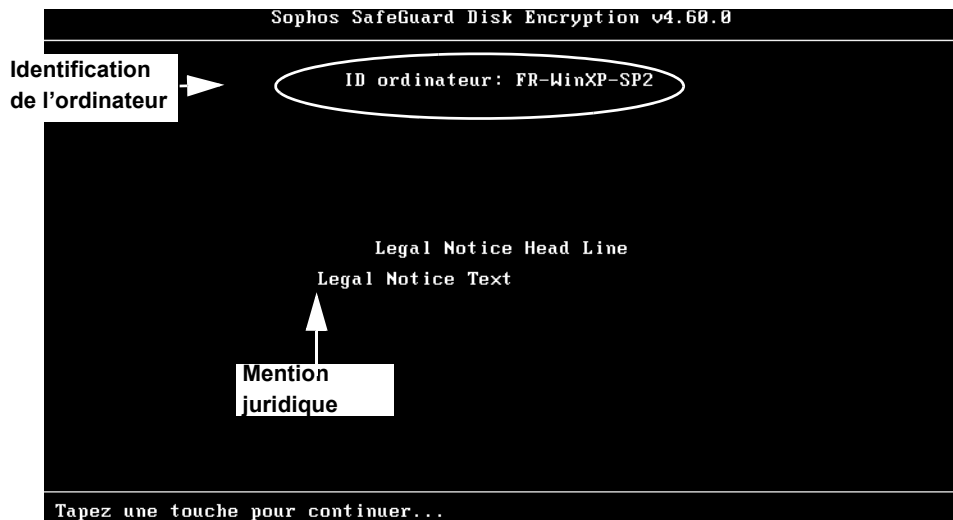 Sophos SafeGuard Disk Encryption v4.60.0
Identification
de l'ordinateur
ID ordinateur: FR-WinXP-SP2
Legal Notice Head Line
Legal Notice Text
Mention
juridique
Tapez une touche pour continuer...